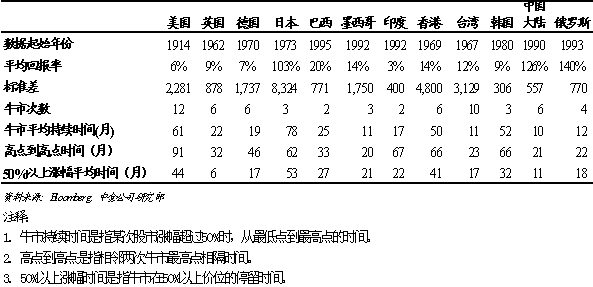 美国 英国 德国 日本 巴西 墨西哥 印度 香港 台湾 韩国 中国大陆 俄罗斯
数据起始年份 1914 1962 1970 1973 1995 1992 1992 1969 1967 1980 1990 1993
平均回报率 6% 9% 7% 103% 20% 14% 3% 14% 12% 9% 126% 140%
标准差 2,281 878 1,737 8,324 771 1,750 400 4,800 3,129 306 557 770
牛市次数 12 6 6 3 2 3 2 6 10 3 6 4
牛市平均持续时间(月) 61 22 19 78 25 11 17 50 11 52 10 12
高点到高点时间（月） 91 32 46 62 33 20 67 66 23 66 21 22
50%以上涨幅平均时间（月） 44 6 17 53 27 21 22 41 17 32 11 18
资料来源: Bloomberg, 中金公司研究部
注释:
1. 牛市持续时间是指某次股市涨幅超过50%时，从最低点到最高点的时间。
2. 高点到高点是指相邻两次牛市最高点相隔时间。
3. 50%以上涨幅时间是指牛市在50%以上价位的停留时间。